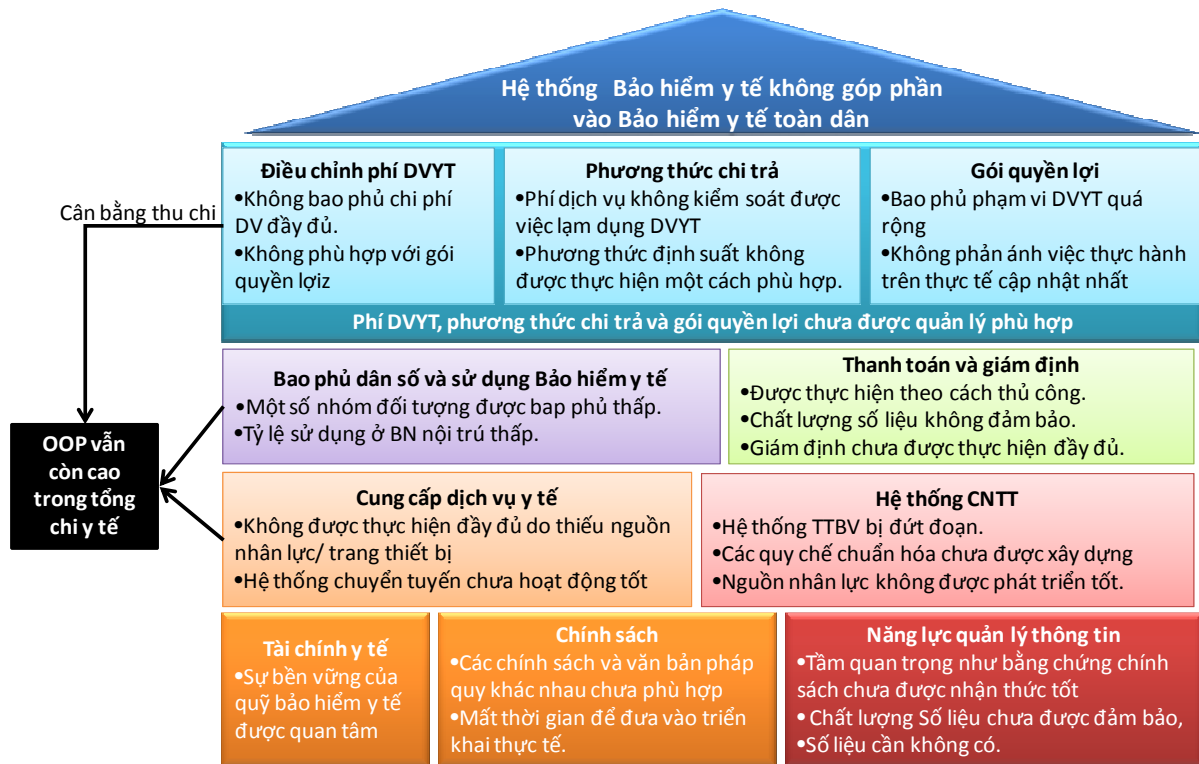 Hệ thống Bảo hiểm y tế không góp phần
vào Bảo hiểm y tế toàn dân
Điều chỉnh phí DVYT
•Không bao phủ chi phí
DV đầy đủ.
•Không phù hợp với gói
quyền lợiz
Phương thức chi trả
•Phí dịch vụ không kiểm soát được
việc lạm dụng DVYT
•Phương thức định suất không
được thực hiện một cách phù hợp.
Gói quyền lợi
•Bao phủ phạm vi DVYT quá
rộng
•Không phản ánh việc thực hành
trên thực tế cập nhật nhất
Cân bằng thu chi
Phí DVYT, phương thức chi trả và gói quyền lợi chưa được quản lý phù hợp
Bao phủ dân số và sử dụng Bảo hiểm y tế
•Một số nhóm đối tượng được bap phủ thấp.
•Tỷ lệ sử dụng ở BN nội trú thấp.
Thanh toán và giám định
•Được thực hiện theo cách thủ công.
•Chất lượng số liệu không đảm bảo.
•Giám định chưa được thực hiện đầy đủ.
OOP vẫn
còn cao
trong tổng
chi y tế
Cung cấp dịch vụ y tế
•Không được thực hiện đầy đủ do thiếu nguồn
nhân lực/ trang thiết bị
•Hệ thống chuyển tuyến chưa hoạt động tốt
Hệ thống CNTT
•Hệ thống TTBV bị đứt đoạn.
•Các quy chế chuẩn hóa chưa được xây dựng
•Nguồn nhân lực không được phát triển tốt.
Tài chính y tế
•Sự bền vững của
quỹ bảo hiểm y tế
được quan tâm
Chính sách
•Các chính sách và văn bản pháp
quy khác nhau chưa phù hợp
•Mất thời gian để đưa vào triển
khai thực tế.
Năng lực quản lý thông tin
•Tầm quan trọng như bằng chứng chính
sách chưa được nhận thức tốt
• Chất lượng Số liệu chưa được đảm bảo,
•Số liệu cần không có.